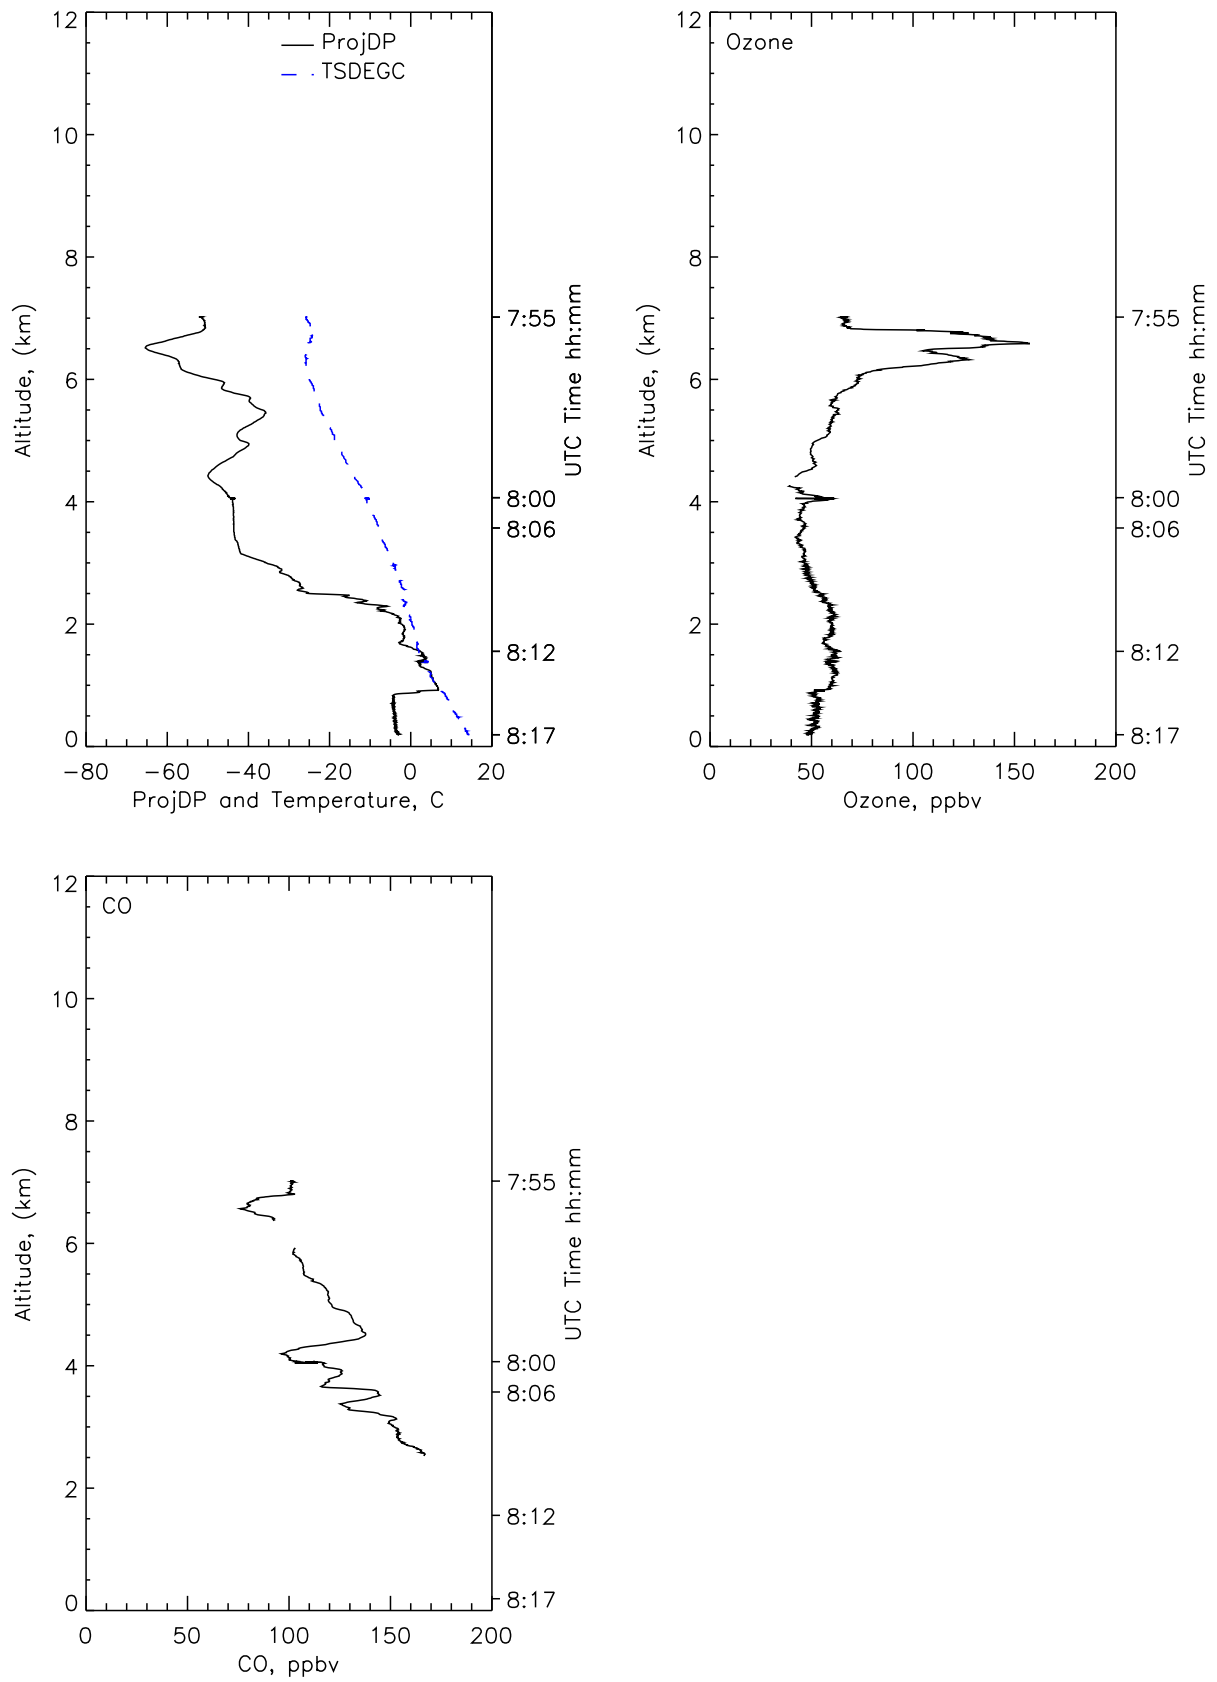 12
ProjDP
TSDEGC
10
8
6
4
2
0
Altitude, (km)
7:55
8:00
8:06
8:12
8:17
UTC Time hh:mm
−80 −60 −40 −20 0 20
ProjDP and Temperature, C
12
Ozone
10
8
6
4
2
0
Altitude, (km)
7:55
8:00
8:06
8:12
8:17
UTC Time hh:mm
0 50 100 150 200
Ozone, ppbv
12
CO
10
8
6
4
2
0
Altitude, (km)
7:55
8:00
8:06
8:12
8:17
UTC Time hh:mm
0 50 100 150 200
CO, ppbv